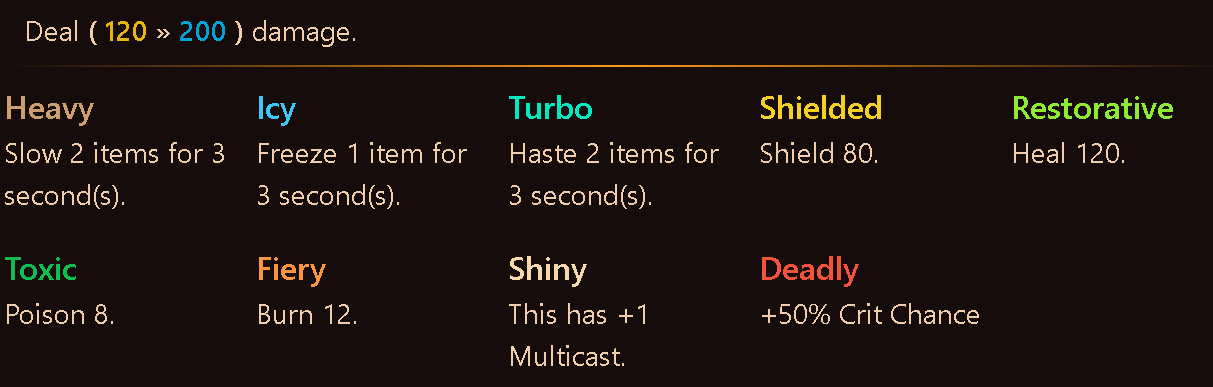 Deal ( 120 » 200 ) damage.
Heavy
Slow 2 items for 3
second(s).
Icy
Freeze 1 item for
3 second(s).
Turbo
Haste 2 items for
3 second(s).
Shielded
Shield 80.
Restorative
Heal 120.
Toxic
Poison 8.
Fiery
Burn 12.
Shiny
This has +1
Multicast.
Deadly
+50% Crit Chance